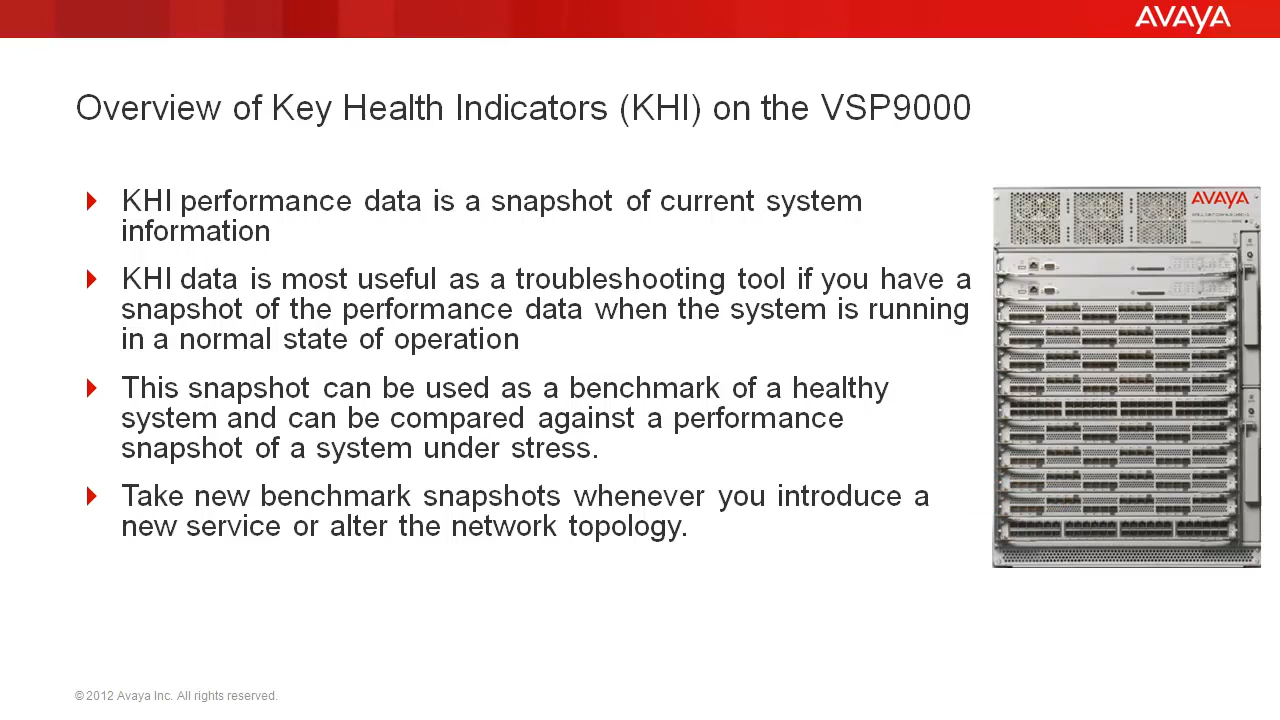 AVAYA
Overview of Key Health Indicators (KHI) on the VSP9000
KHI performance data is a snapshot of current system
information
KHI data is most useful as a troubleshooting tool if you have a
snapshot of the performance data when the system is running
in a normal state of operation
This snapshot can be used as a benchmark of a healthy
system and can be compared against a performance
snapshot of a system under stress.
Take new benchmark snapshots whenever you introduce a
new service or alter the network topology.
AVAYA
© 2012 Avaya Inc. All rights reserved.